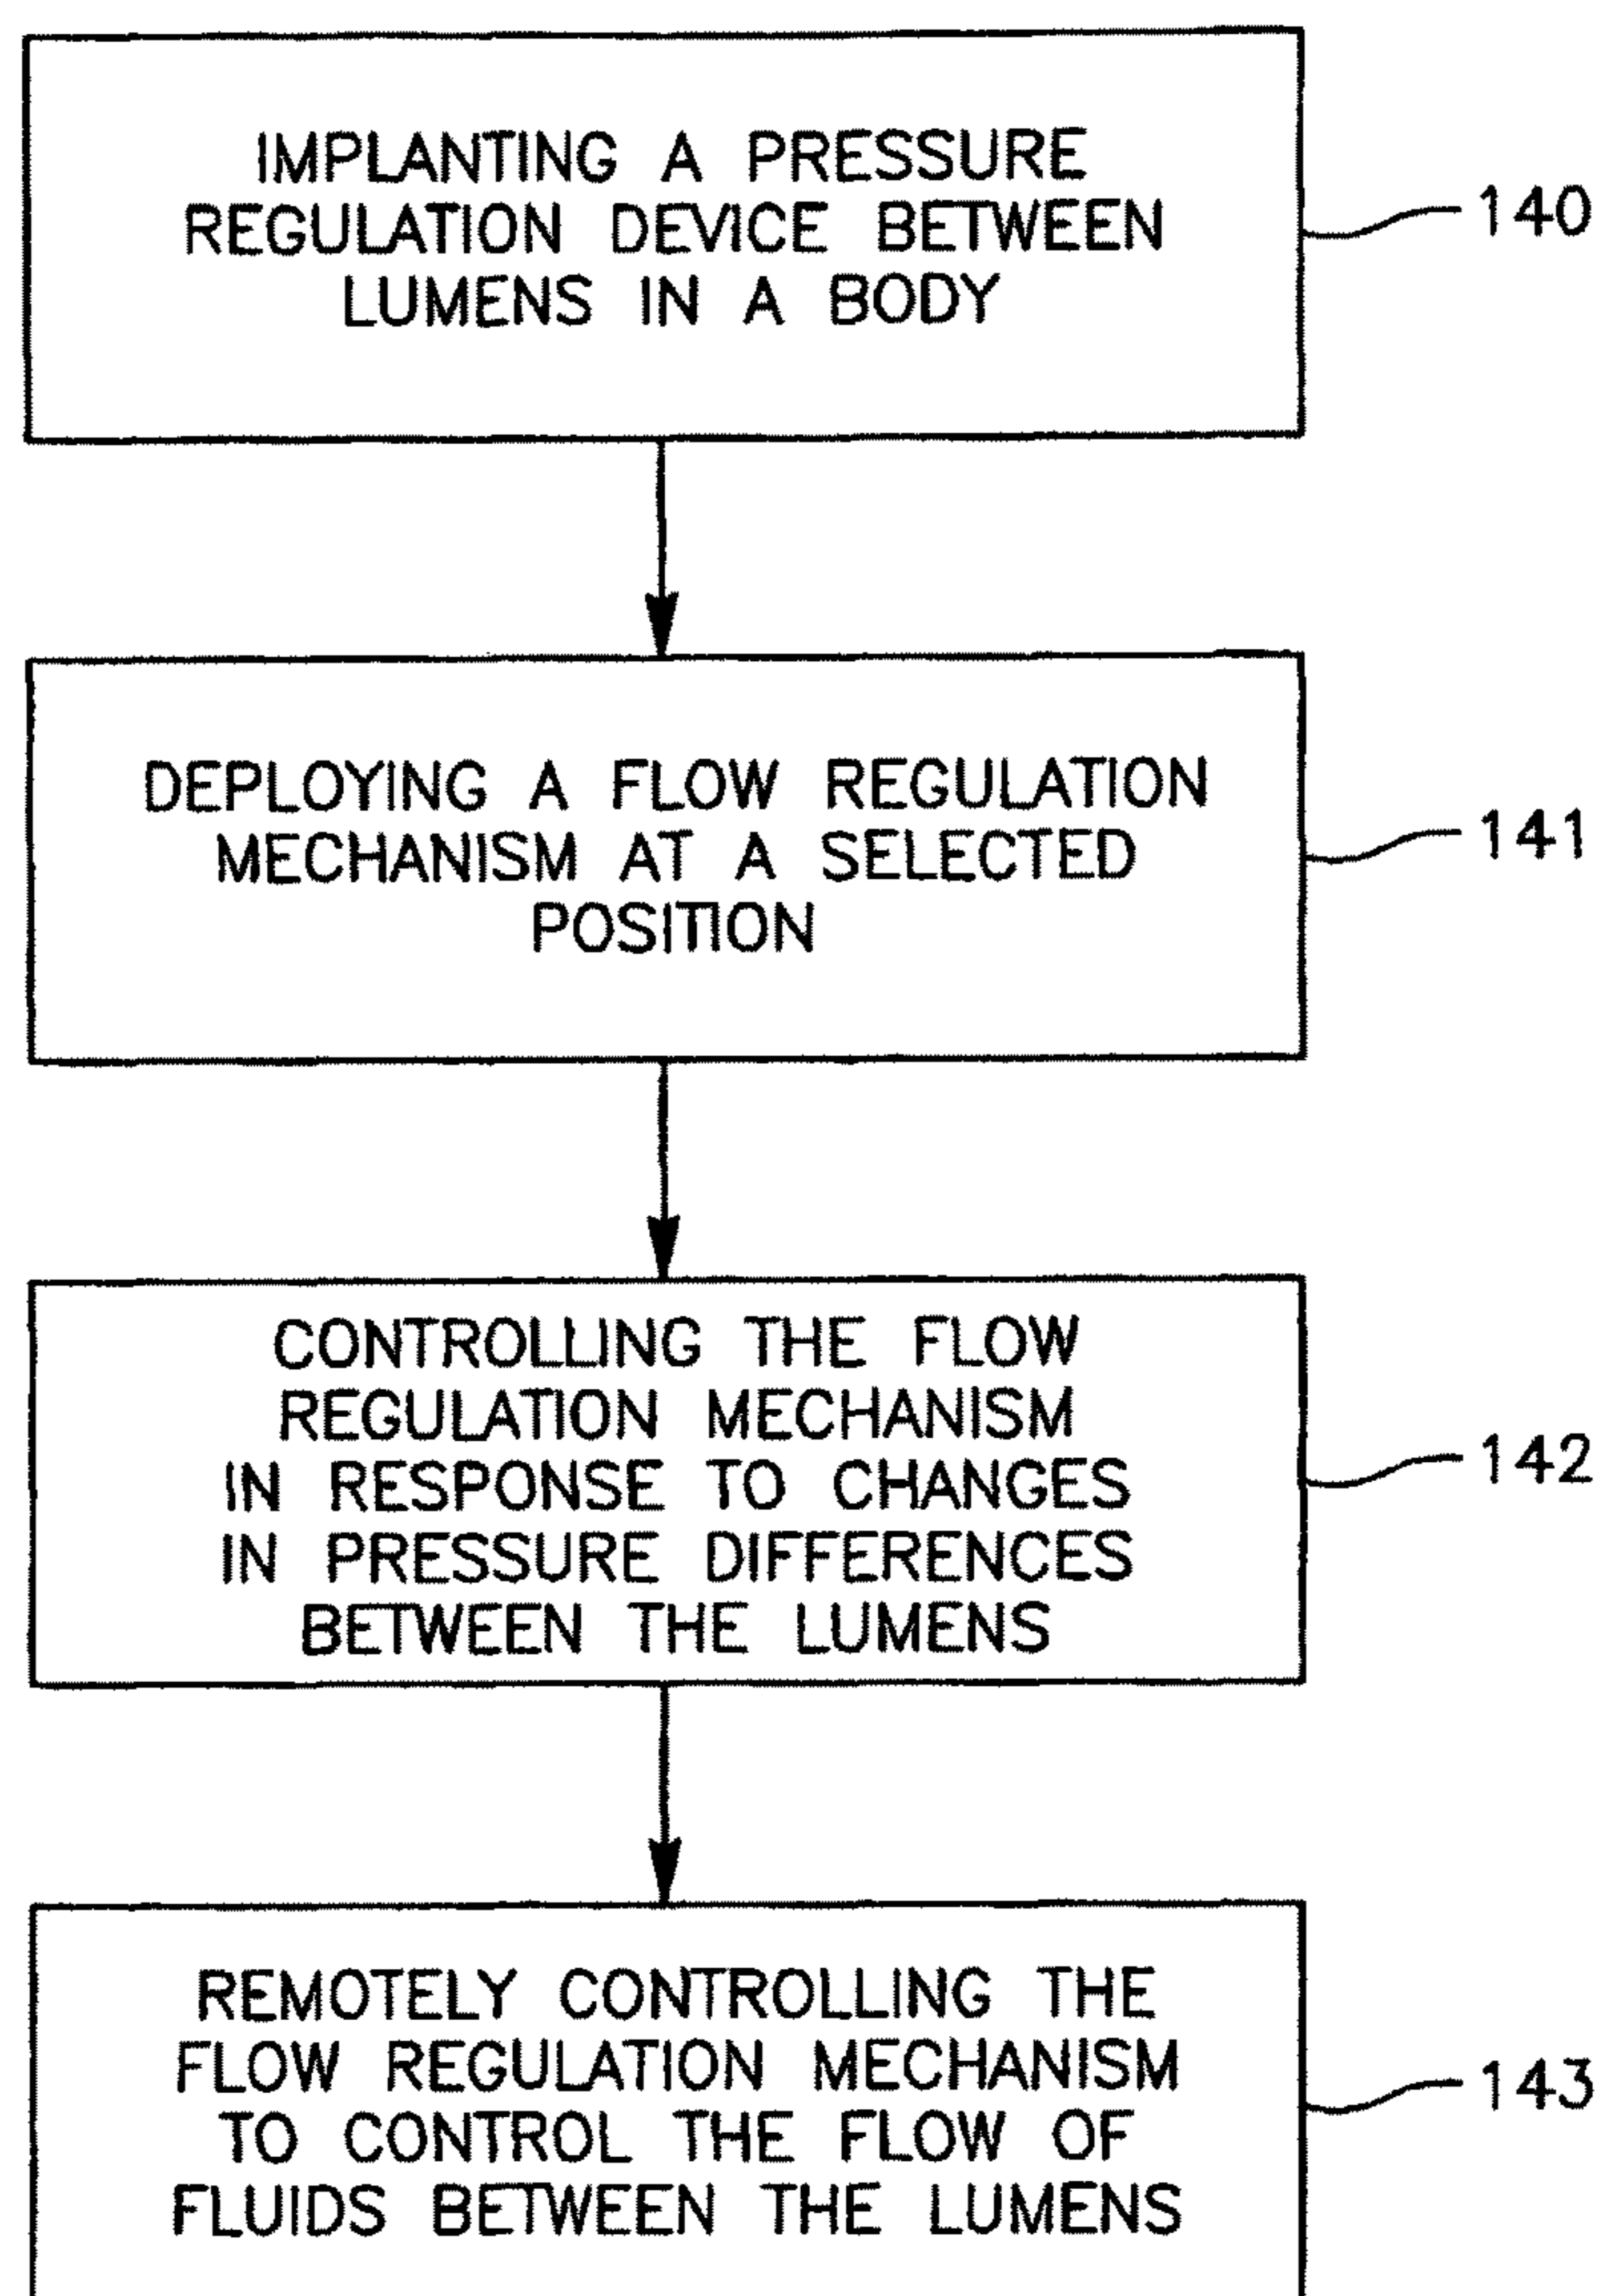 IMPLANTING A PRESSURE
REGULATION DEVICE BETWEEN
LUMENS IN A BODY
140
DEPLOYING A FLOW REGULATION
MECHANISM AT A SELECTED
POSITION
141
CONTROLLING THE FLOW
REGULATION MECHANISM
IN RESPONSE TO CHANGES
IN PRESSURE DIFFERENCES
BETWEEN THE LUMENS
142
REMOTELY CONTROLLING THE
FLOW REGULATION MECHANISM
TO CONTROL THE FLOW OF
FLUIDS BETWEEN THE LUMENS
143